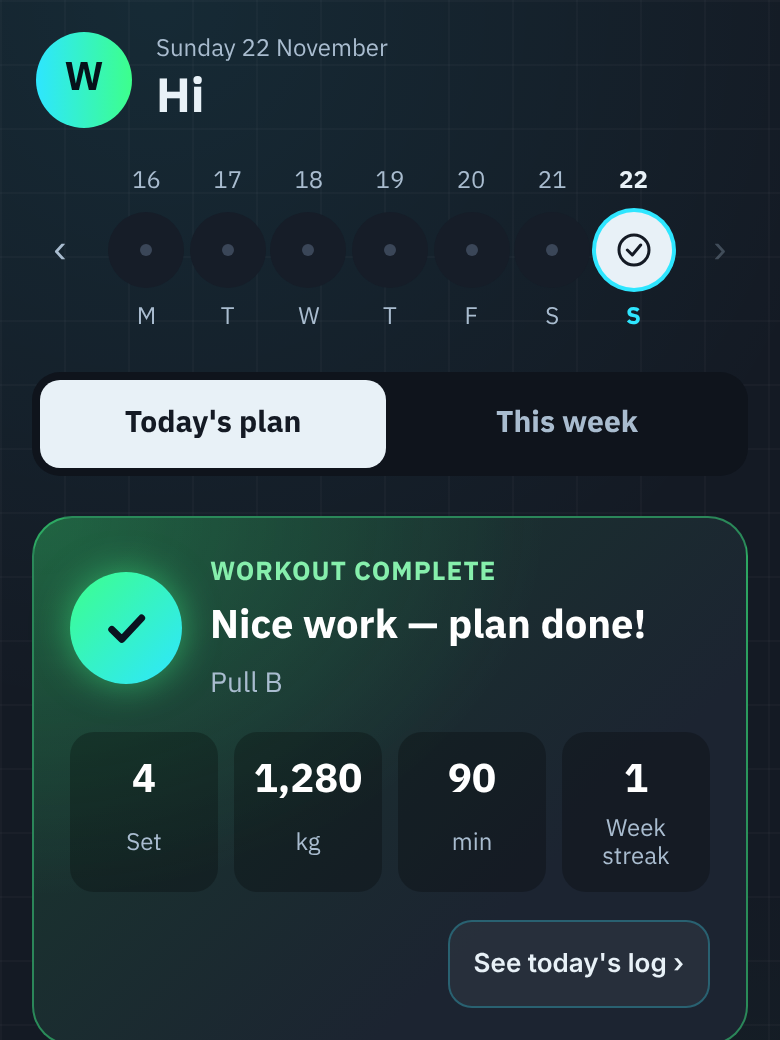 W
Sunday 22 November
Hi
16 17 18 19 20 21 22
‹ ›
M T W T F S S
Today's plan This week
WORKOUT COMPLETE
Nice work — plan done!
Pull B
4 1,280 90 1
Set kg min Week
streak
See today's log ›